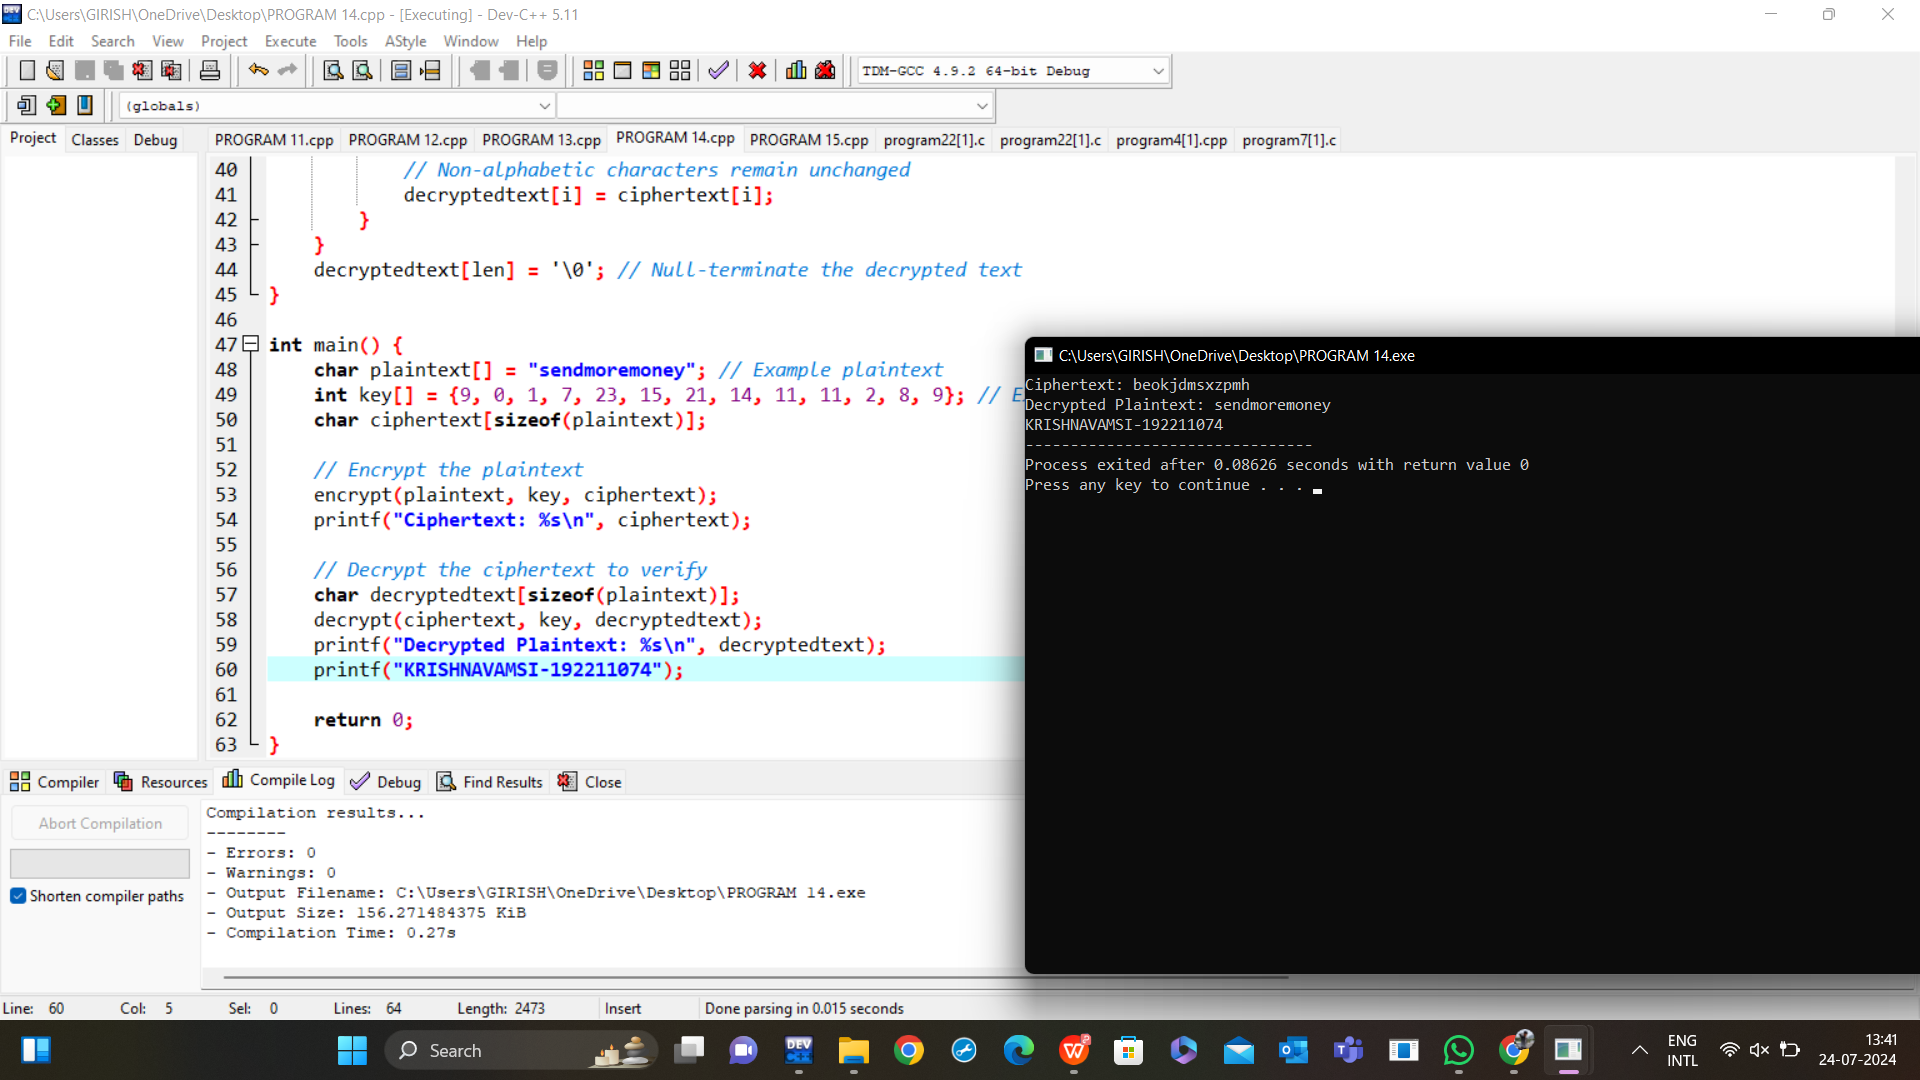 C:\Users\GIRISH\OneDrive\Desktop\PROGRAM 14.cpp - [Executing] - Dev-C++ 5.11
File Edit Search View Project Execute Tools AStyle Window Help
TDM-GCC 4.9.2 64-bit Debug
(globals)
Project Classes Debug
PROGRAM 11.cpp PROGRAM 12.cpp PROGRAM 13.cpp PROGRAM 14.cpp PROGRAM 15.cpp program22[1].c program22[1].c program4[1].cpp program7[1].c
40 // Non-alphabetic characters remain unchanged
41 decryptedtext[i] = ciphertext[i];
42 }
43 }
44 decryptedtext[len] = '\0'; // Null-terminate the decrypted text
45 }
46
47 int main() {
48 char plaintext[] = "sendmoremoney"; // Example plaintext
49 int key[] = {9, 0, 1, 7, 23, 15, 21, 14, 11, 11, 2, 8, 9}; // E
50 char ciphertext[sizeof(plaintext)];
51
52 // Encrypt the plaintext
53 encrypt(plaintext, key, ciphertext);
54 printf("Ciphertext: %s\n", ciphertext);
55
56 // Decrypt the ciphertext to verify
57 char decryptedtext[sizeof(plaintext)];
58 decrypt(ciphertext, key, decryptedtext);
59 printf("Decrypted Plaintext: %s\n", decryptedtext);
60 printf("KRISHNAVAMSI-192211074");
61
62 return 0;
63 }
C:\Users\GIRISH\OneDrive\Desktop\PROGRAM 14.exe
Ciphertext: beokjdmsxzpmh
Decrypted Plaintext: sendmoremoney
KRISHNAVAMSI-192211074
--------------------------------
Process exited after 0.08626 seconds with return value 0
Press any key to continue . . .
Compiler Resources Compile Log Debug Find Results Close
Abort Compilation
Shorten compiler paths
Compilation results...
--------
- Errors: 0
- Warnings: 0
- Output Filename: C:\Users\GIRISH\OneDrive\Desktop\PROGRAM 14.exe
- Output Size: 156.271484375 KiB
- Compilation Time: 0.27s
Line: 60 Col: 5 Sel: 0 Lines: 64 Length: 2473 Insert Done parsing in 0.015 seconds
Search
ENG
INTL
13:41
24-07-2024